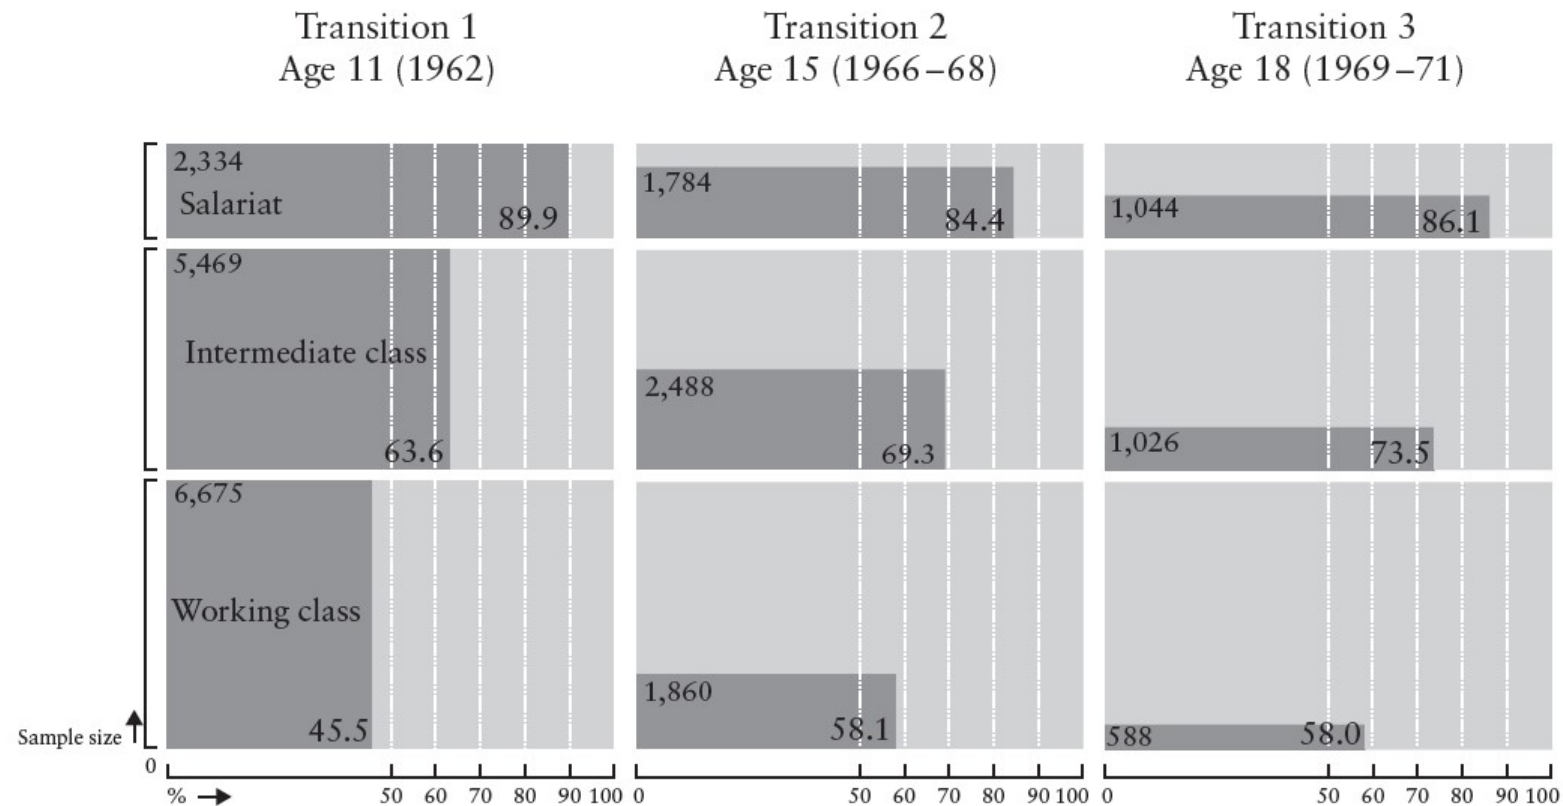 Transition 1
Age 11 (1962)
Transition 2
Age 15 (1966–68)
Transition 3
Age 18 (1969–71)
2,334
Salariat
89.9
1,784
84.4
1,044
86.1
5,469
Intermediate class
63.6
2,488
69.3
1,026
73.5
6,675
Working class
45.5
1,860
58.1
588
58.0
Sample size
0
% 50 60 70 80 90 100
0 50 60 70 80 90 100
0 50 60 70 80 90 100